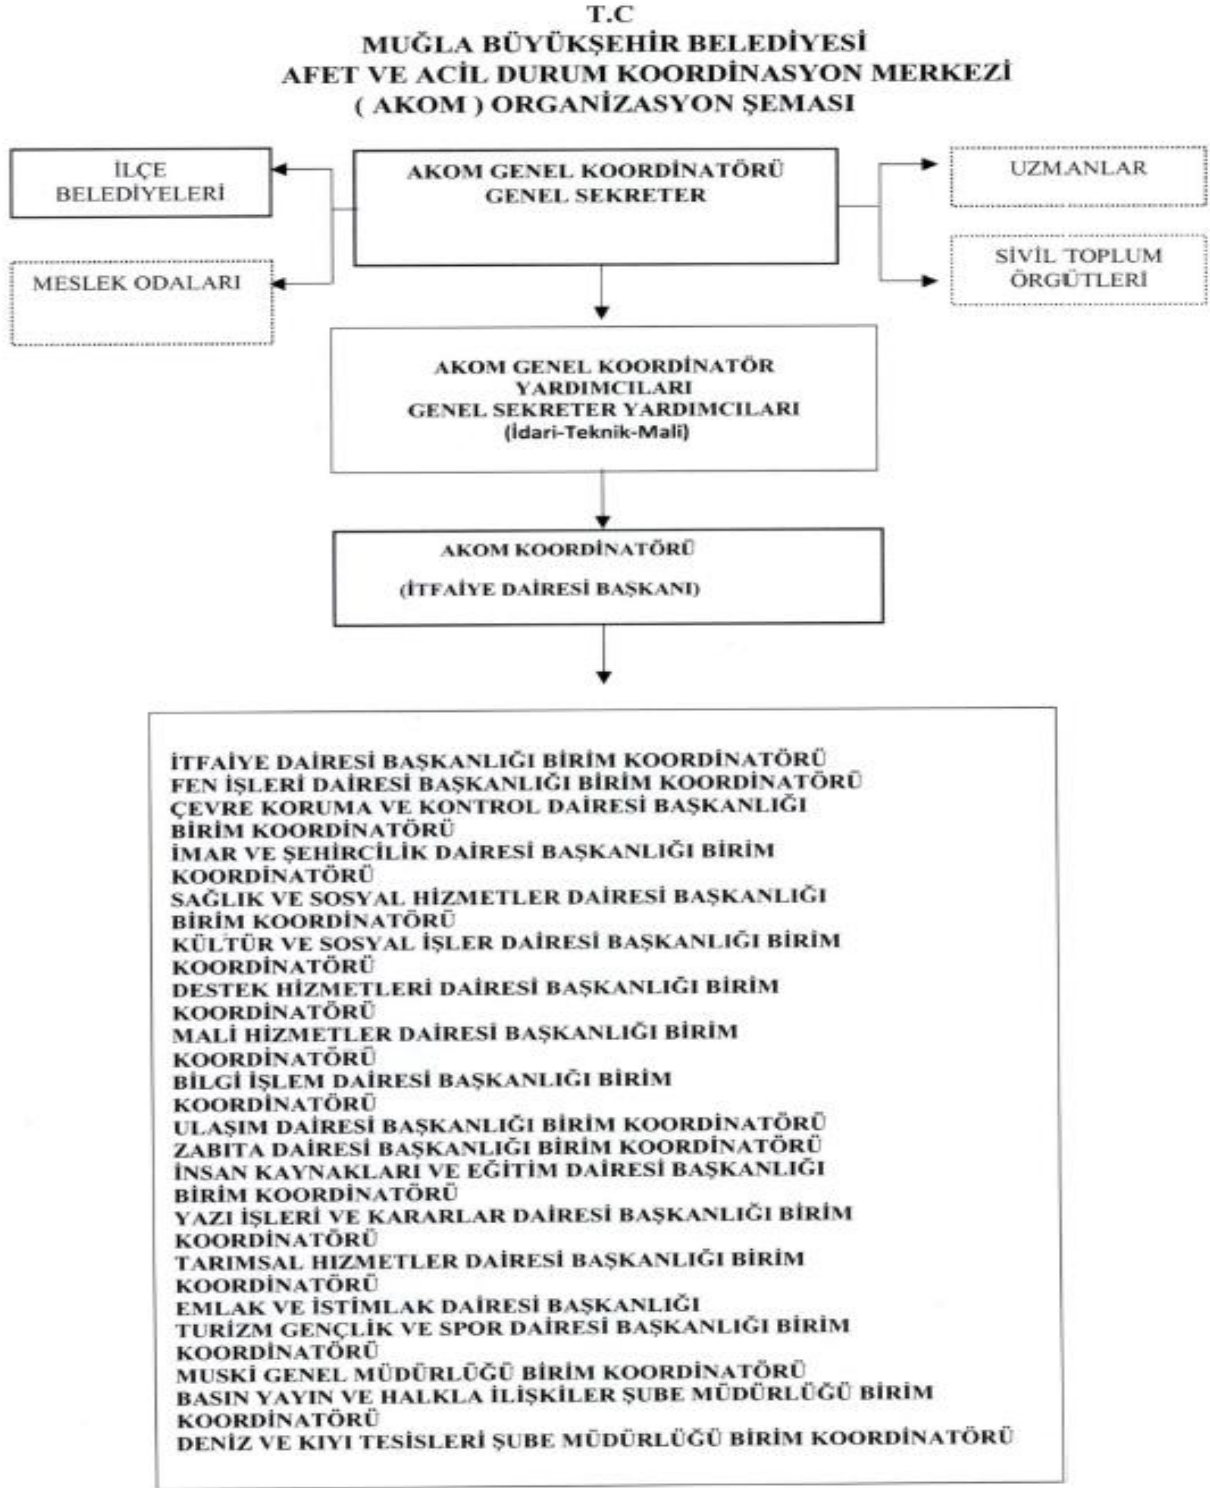 T.C
MUĞLA BÜYÜKŞEHİR BELEDİYESİ
AFET VE ACİL DURUM KOORDİNASYON MERKEZİ
( AKOM ) ORGANİZASYON ŞEMASI
İLÇE
BELEDİYELERİ
AKOM GENEL KOORDİNATÖRÜ
GENEL SEKRETER
UZMANLAR
MESLEK ODALARI
SİVİL TOPLUM
ÖRGÜTLERİ
AKOM GENEL KOORDİNATÖR
YARDIMCILARI
GENEL SEKRETER YARDIMCILARI
(İdari-Teknik-Mali)
AKOM KOORDİNATÖRÜ
(İTFAİYE DAİRESİ BAŞKANI)
İTFAİYE DAİRESİ BAŞKANLIĞI BİRİM KOORDİNATÖRÜ
FEN İŞLERİ DAİRESİ BAŞKANLIĞI BİRİM KOORDİNATÖRÜ
ÇEVRE KORUMA VE KONTROL DAİRESİ BAŞKANLIĞI
BİRİM KOORDİNATÖRÜ
İMAR VE ŞEHİRCİLİK DAİRESİ BAŞKANLIĞI BİRİM
KOORDİNATÖRÜ
SAĞLIK VE SOSYAL HİZMETLER DAİRESİ BAŞKANLIĞI
BİRİM KOORDİNATÖRÜ
KÜLTÜR VE SOSYAL İŞLER DAİRESİ BAŞKANLIĞI BİRİM
KOORDİNATÖRÜ
DESTEK HİZMETLERİ DAİRESİ BAŞKANLIĞI BİRİM
KOORDİNATÖRÜ
MALİ HİZMETLER DAİRESİ BAŞKANLIĞI BİRİM
KOORDİNATÖRÜ
BİLGİ İŞLEM DAİRESİ BAŞKANLIĞI BİRİM
KOORDİNATÖRÜ
ULAŞIM DAİRESİ BAŞKANLIĞI BİRİM KOORDİNATÖRÜ
ZABITA DAİRESİ BAŞKANLIĞI BİRİM KOORDİNATÖRÜ
İNSAN KAYNAKLARI VE EĞİTİM DAİRESİ BAŞKANLIĞI
BİRİM KOORDİNATÖRÜ
YAZI İŞLERİ VE KARARLAR DAİRESİ BAŞKANLIĞI BİRİM
KOORDİNATÖRÜ
TARIMSAL HIZMETLER DAİRESİ BAŞKANLIĞI BİRİM
KOORDİNATÖRÜ
EMLAK VE İSTİMLAK DAİRESİ BAŞKANLIĞI
TURİZM GENÇLİK VE SPOR DAİRESİ BAŞKANLIĞI BİRİM
KOORDİNATÖRÜ
MUSKİ GENEL MÜDÜRLÜĞÜ BİRİM KOORDİNATÖRÜ
BASIN YAYIN VE HALKLA İLİŞKİLER ŞUBE MÜDÜRLÜĞÜ BİRİM
KOORDİNATÖRÜ
DENİZ VE KIYI TESİSLERİ ŞUBE MÜDÜRLÜĞÜ BİRİM KOORDİNATÖRÜ